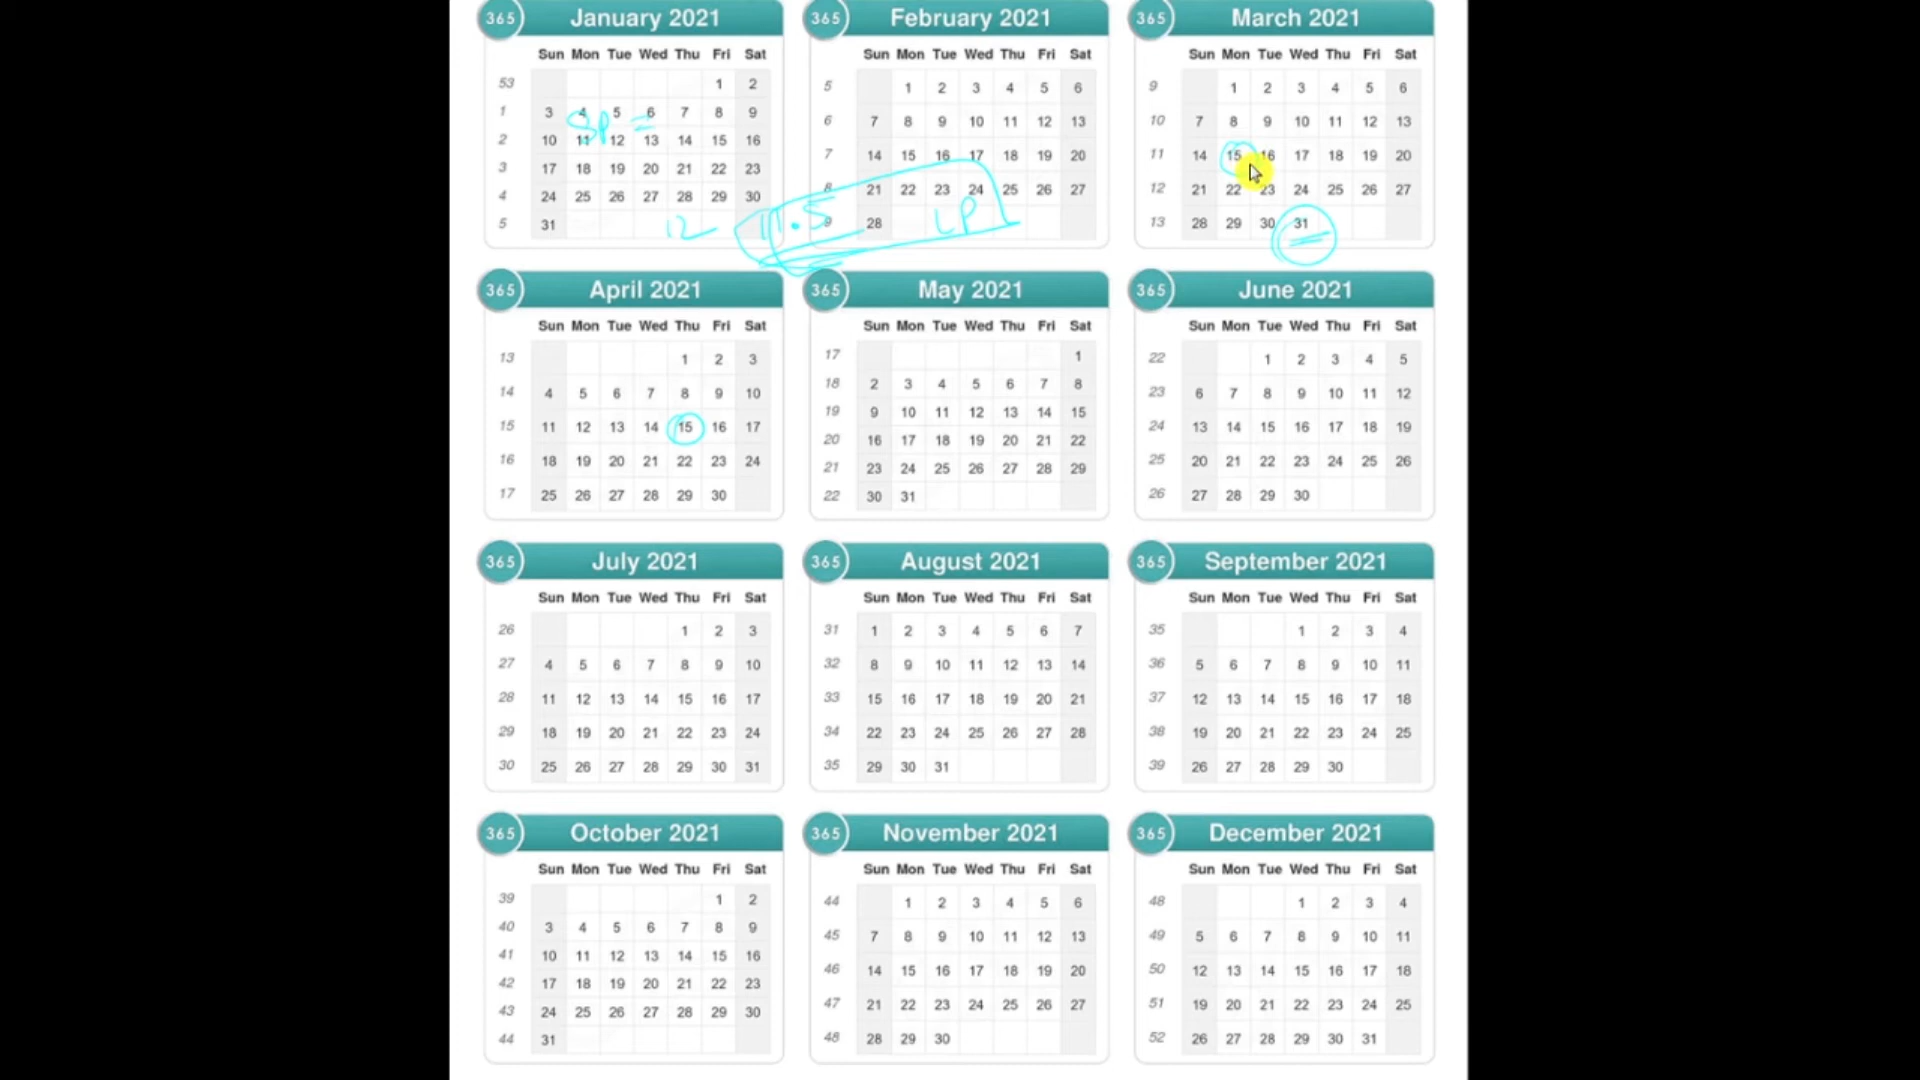 365 January 2021
Sun Mon Tue Wed Thu Fri Sat
53 1 2
1 3 4 5 6 7 8 9
2 10 11 12 13 14 15 16
3 17 18 19 20 21 22 23
4 24 25 26 27 28 29 30
5 31
SP =
12
11.5 LP
365 February 2021
Sun Mon Tue Wed Thu Fri Sat
5 1 2 3 4 5 6
6 7 8 9 10 11 12 13
7 14 15 16 17 18 19 20
8 21 22 23 24 25 26 27
9 28
365 March 2021
Sun Mon Tue Wed Thu Fri Sat
9 1 2 3 4 5 6
10 7 8 9 10 11 12 13
11 14 15 16 17 18 19 20
12 21 22 23 24 25 26 27
13 28 29 30 31
365 April 2021
Sun Mon Tue Wed Thu Fri Sat
13 1 2 3
14 4 5 6 7 8 9 10
15 11 12 13 14 15 16 17
16 18 19 20 21 22 23 24
17 25 26 27 28 29 30
365 May 2021
Sun Mon Tue Wed Thu Fri Sat
17 1
18 2 3 4 5 6 7 8
19 9 10 11 12 13 14 15
20 16 17 18 19 20 21 22
21 23 24 25 26 27 28 29
22 30 31
365 June 2021
Sun Mon Tue Wed Thu Fri Sat
22 1 2 3 4 5
23 6 7 8 9 10 11 12
24 13 14 15 16 17 18 19
25 20 21 22 23 24 25 26
26 27 28 29 30
365 July 2021
Sun Mon Tue Wed Thu Fri Sat
26 1 2 3
27 4 5 6 7 8 9 10
28 11 12 13 14 15 16 17
29 18 19 20 21 22 23 24
30 25 26 27 28 29 30 31
365 August 2021
Sun Mon Tue Wed Thu Fri Sat
31 1 2 3 4 5 6 7
32 8 9 10 11 12 13 14
33 15 16 17 18 19 20 21
34 22 23 24 25 26 27 28
35 29 30 31
365 September 2021
Sun Mon Tue Wed Thu Fri Sat
35 1 2 3 4
36 5 6 7 8 9 10 11
37 12 13 14 15 16 17 18
38 19 20 21 22 23 24 25
39 26 27 28 29 30
365 October 2021
Sun Mon Tue Wed Thu Fri Sat
39 1 2
40 3 4 5 6 7 8 9
41 10 11 12 13 14 15 16
42 17 18 19 20 21 22 23
43 24 25 26 27 28 29 30
44 31
365 November 2021
Sun Mon Tue Wed Thu Fri Sat
44 1 2 3 4 5 6
45 7 8 9 10 11 12 13
46 14 15 16 17 18 19 20
47 21 22 23 24 25 26 27
48 28 29 30
365 December 2021
Sun Mon Tue Wed Thu Fri Sat
48 1 2 3 4
49 5 6 7 8 9 10 11
50 12 13 14 15 16 17 18
51 19 20 21 22 23 24 25
52 26 27 28 29 30 31